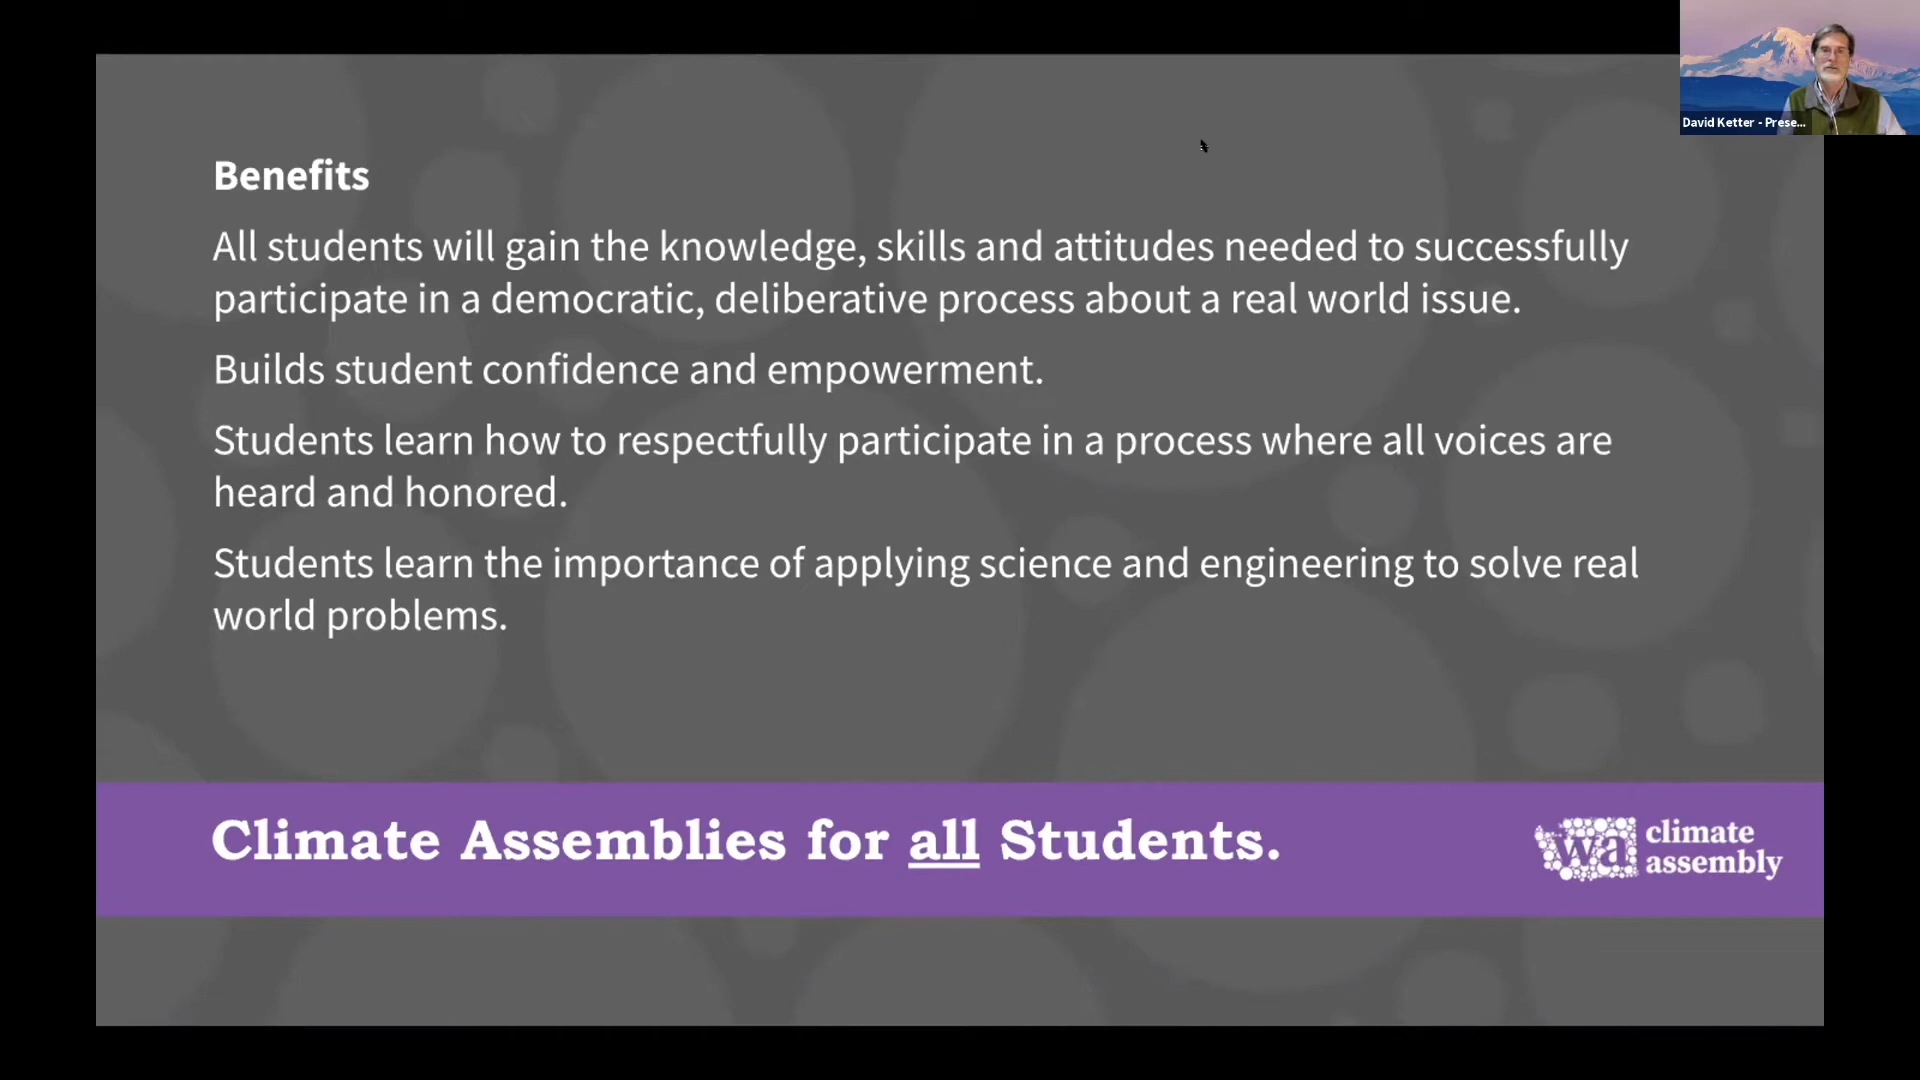 David Ketter - Prese...
Benefits
All students will gain the knowledge, skills and attitudes needed to successfully
participate in a democratic, deliberative process about a real world issue.
Builds student confidence and empowerment.
Students learn how to respectfully participate in a process where all voices are
heard and honored.
Students learn the importance of applying science and engineering to solve real
world problems.
Climate Assemblies for all Students.
wa climate
assembly